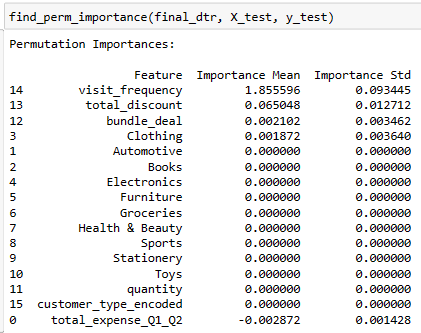 find_perm_importance(final_dtr, X_test, y_test)
Permutation Importances:
Feature Importance Mean Importance Std
14 visit_frequency 1.855596 0.093445
13 total_discount 0.065048 0.012712
12 bundle_deal 0.002102 0.003462
3 Clothing 0.001872 0.003640
1 Automotive 0.000000 0.000000
2 Books 0.000000 0.000000
4 Electronics 0.000000 0.000000
5 Furniture 0.000000 0.000000
6 Groceries 0.000000 0.000000
7 Health & Beauty 0.000000 0.000000
8 Sports 0.000000 0.000000
9 Stationery 0.000000 0.000000
10 Toys 0.000000 0.000000
11 quantity 0.000000 0.000000
15 customer_type_encoded 0.000000 0.000000
0 total_expense_Q1_Q2 -0.002872 0.001428